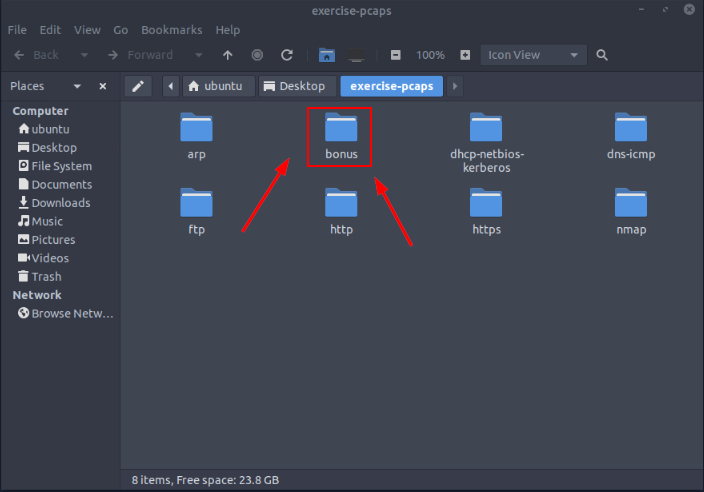 exercise-pcaps
File Edit View Go Bookmarks Help
Back Forward 100% Icon View
Places ubuntu Desktop exercise-pcaps
Computer
ubuntu
Desktop
File System
Documents
Downloads
Music
Pictures
Videos
Trash
Network
Browse Netw...
arp bonus dhcp-netbios- dns-icmp
kerberos
ftp http https nmap
8 items, Free space: 23.8 GB